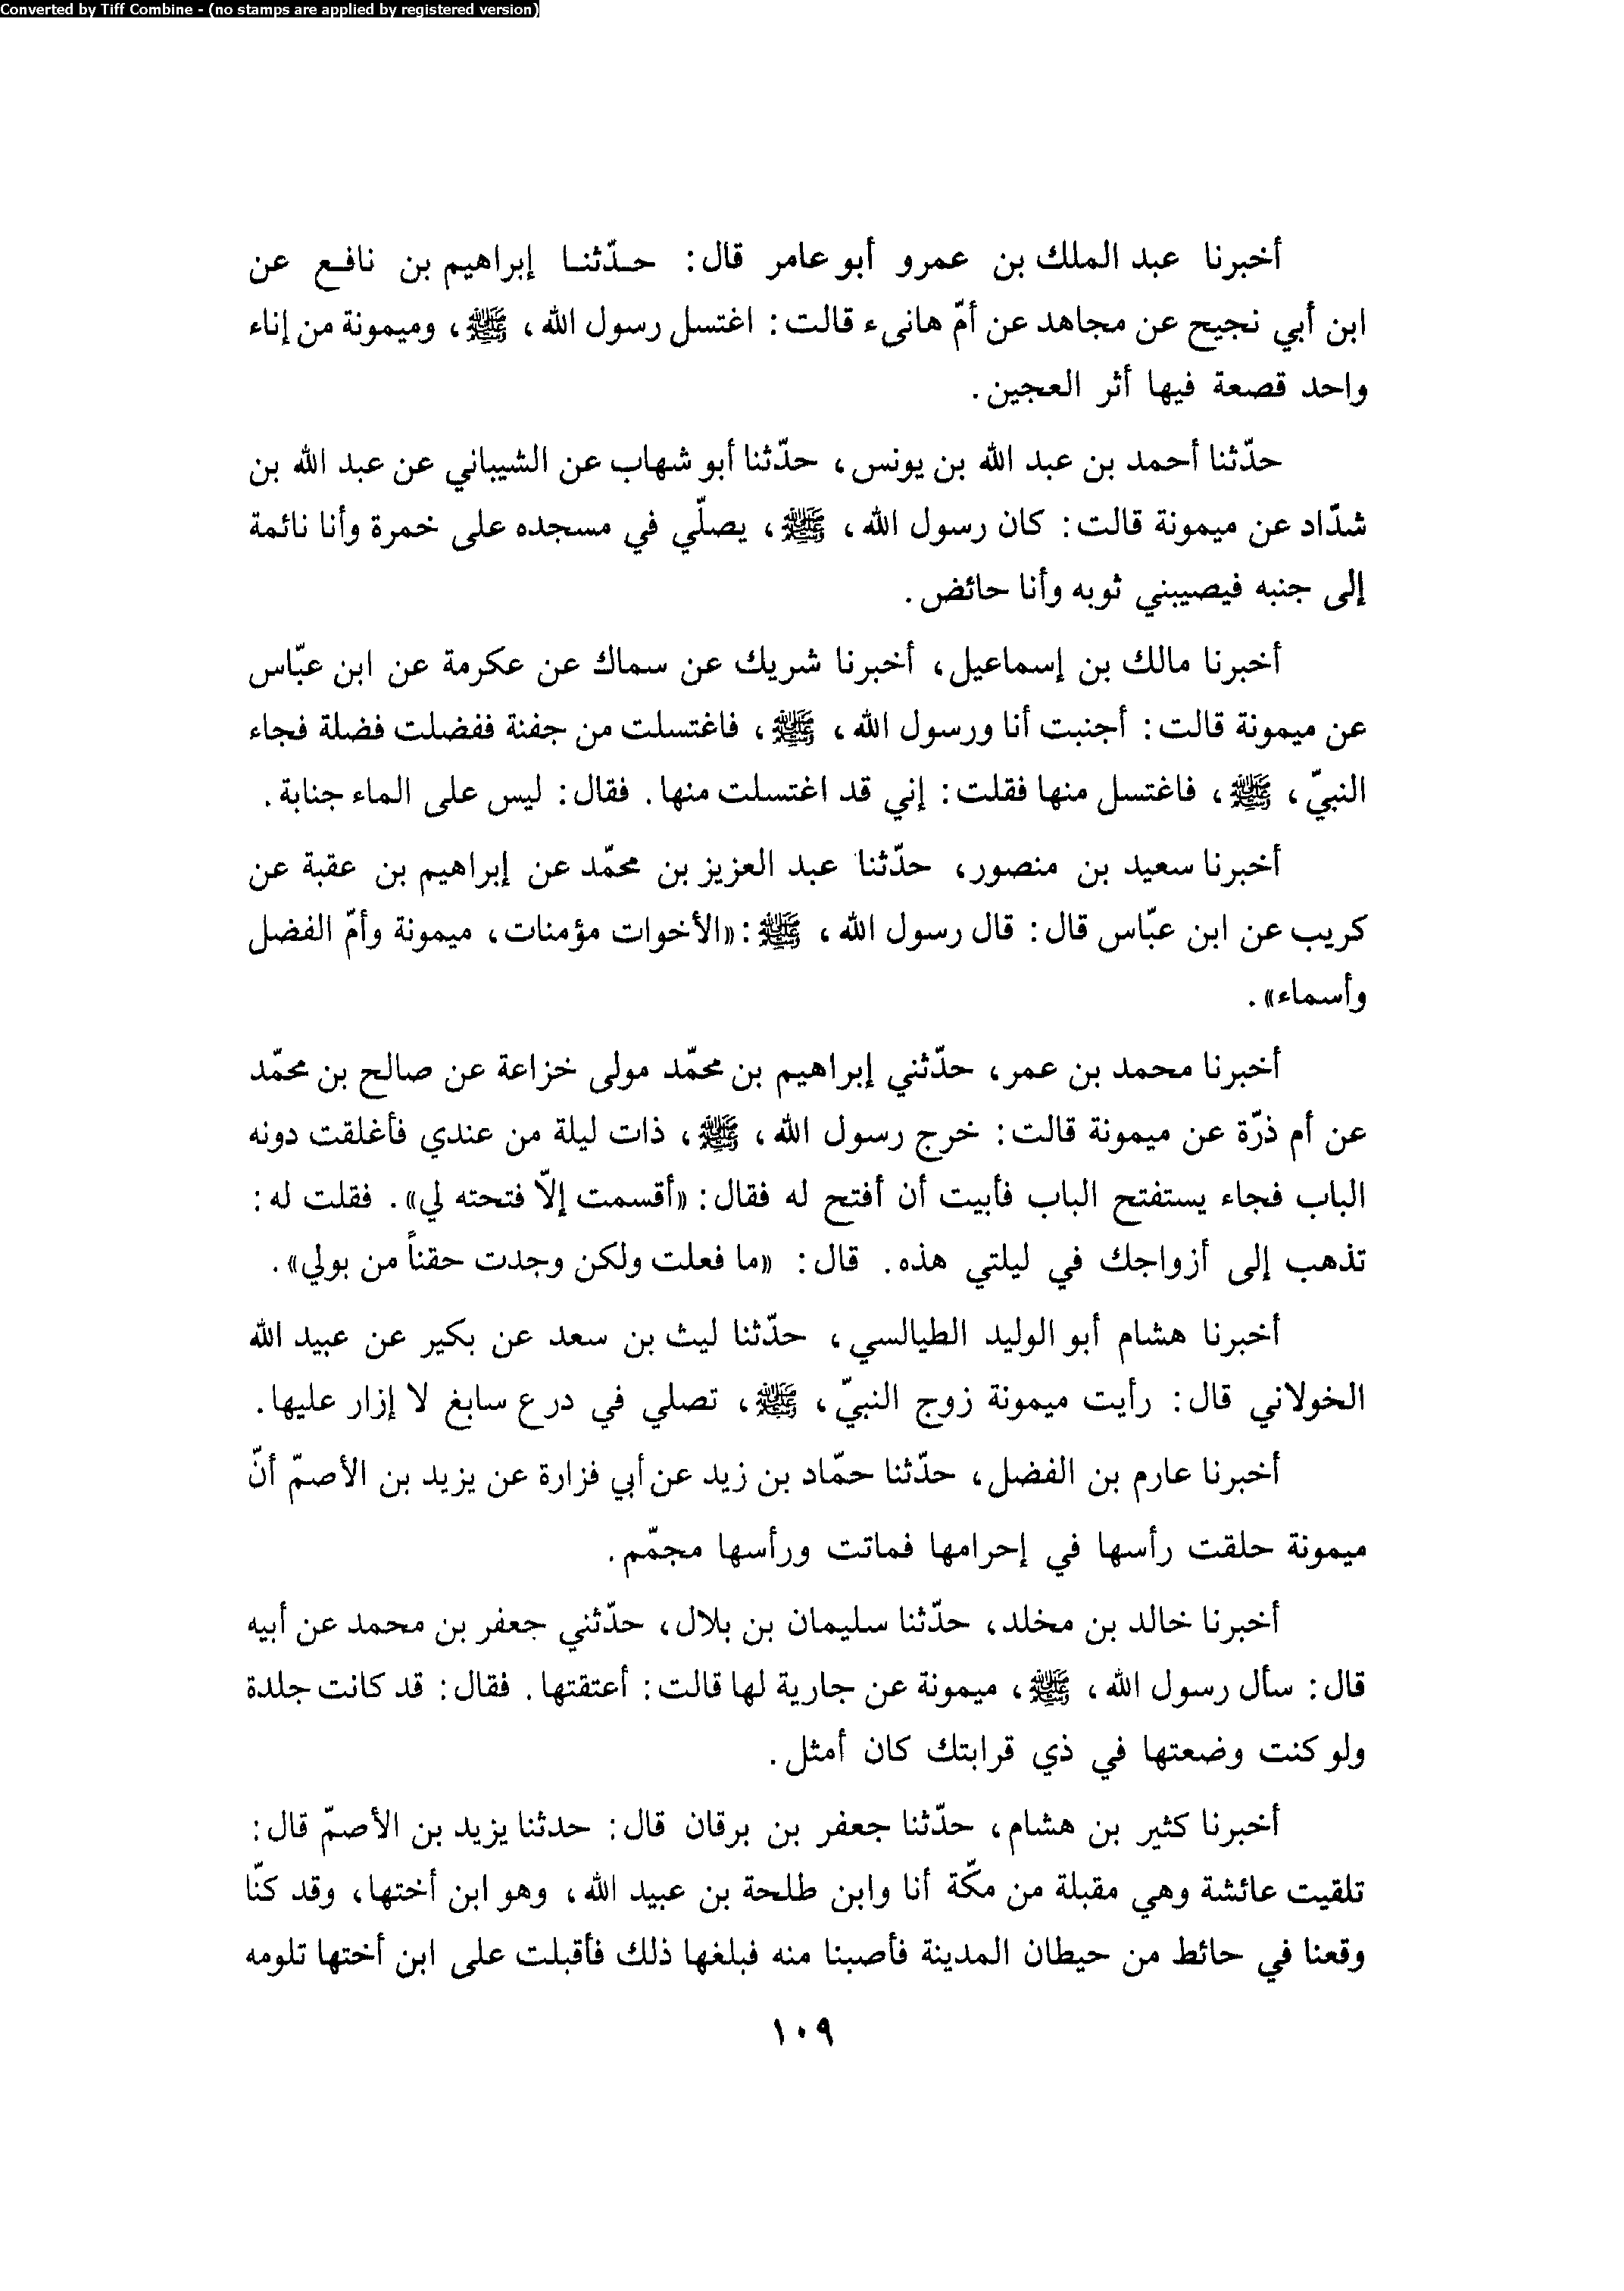 Converted by Tiff Combine - (no stamps are applied by registered version)
أخبرنا عبد الملك بن عمرو أبو عامر قال: حـدّثنـا إبراهيم بن نافـع عن
ابن أبي نجيح عن مجاهد عن أمّ هانىء قالت: اغتسل رسول الله، ﷺ، وميمونة من إناء
واحد قصعة فيها أثر العجين.
حدّثنا أحمد بن عبد الله بن يونس، حدّثنا أبو شهاب عن الشيباني عن عبد الله بن
شدّاد عن ميمونة قالت: كان رسول الله، ﷺ، يصلّي في مسجده على خمرة وأنا نائمة
إلى جنبه فيصيبني ثوبه وأنا حائض.
أخبرنا مالك بن إسماعيل، أخبرنا شريك عن سماك عن عكرمة عن ابن عبّاس
عن ميمونة قالت: أجنبت أنا ورسول الله، ﷺ، فاغتسلت من جفنة ففضلت فضلة فجاء
النبيّ، ﷺ، فاغتسل منها فقلت: إني قد اغتسلت منها. فقال: ليس على الماء جنابة.
أخبرنا سعيد بن منصور، حدّثنا عبد العزيز بن محمّد عن إبراهيم بن عقبة عن
كريب عن ابن عبّاس قال: قال رسول الله، ﷺ: «الأخوات مؤمنات، ميمونة وأمّ الفضل
وأسماء».
أخبرنا محمد بن عمر، حدّثني إبراهيم بن محمّد مولى خزاعة عن صالح بن محمّد
عن أم ذرّة عن ميمونة قالت: خرج رسول الله، ﷺ، ذات ليلة من عندي فأغلقت دونه
الباب فجاء يستفتح الباب فأبيت أن أفتح له فقال: «أقسمت إلاّ فتحته لي». فقلت له:
تذهب إلى أزواجك في ليلتي هذه. قال: «ما فعلت ولكن وجدت حقناً من بولي».
أخبرنا هشام أبو الوليد الطيالسي، حدّثنا ليث بن سعد عن بكير عن عبيد الله
الخولاني قال: رأيت ميمونة زوج النبيّ، ﷺ، تصلي في درع سابغ لا إزار عليها.
أخبرنا عارم بن الفضل، حدّثنا حمّاد بن زيد عن أبي فزارة عن يزيد بن الأصمّ أنّ
ميمونة حلقت رأسها في إحرامها فماتت ورأسها مجمّم.
أخبرنا خالد بن مخلد، حدّثنا سليمان بن بلال، حدّثني جعفر بن محمد عن أبيه
قال: سأل رسول الله، ﷺ، ميمونة عن جارية لها قالت: أعتقتها. فقال: قد كانت جلدة
ولو كنت وضعتها في ذي قرابتك كان أمثل.
أخبرنا كثير بن هشام، حدّثنا جعفر بن برقان قال: حدثنا يزيد بن الأصمّ قال:
تلقيت عائشة وهي مقبلة من مكّة أنا وابن طلحة بن عبيد الله، وهو ابن أختها، وقد كنّا
وقعنا في حائط من حيطان المدينة فأصبنا منه فبلغها ذلك فأقبلت على ابن أختها تلومه
١٠٩